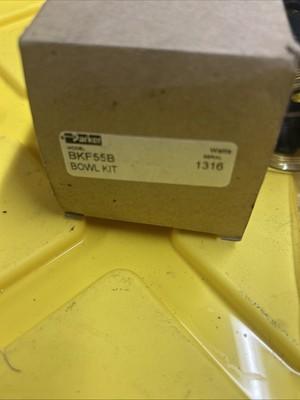 Parker
MODEL
BKF55B
BOWL KIT
Watts
SERIAL
1316